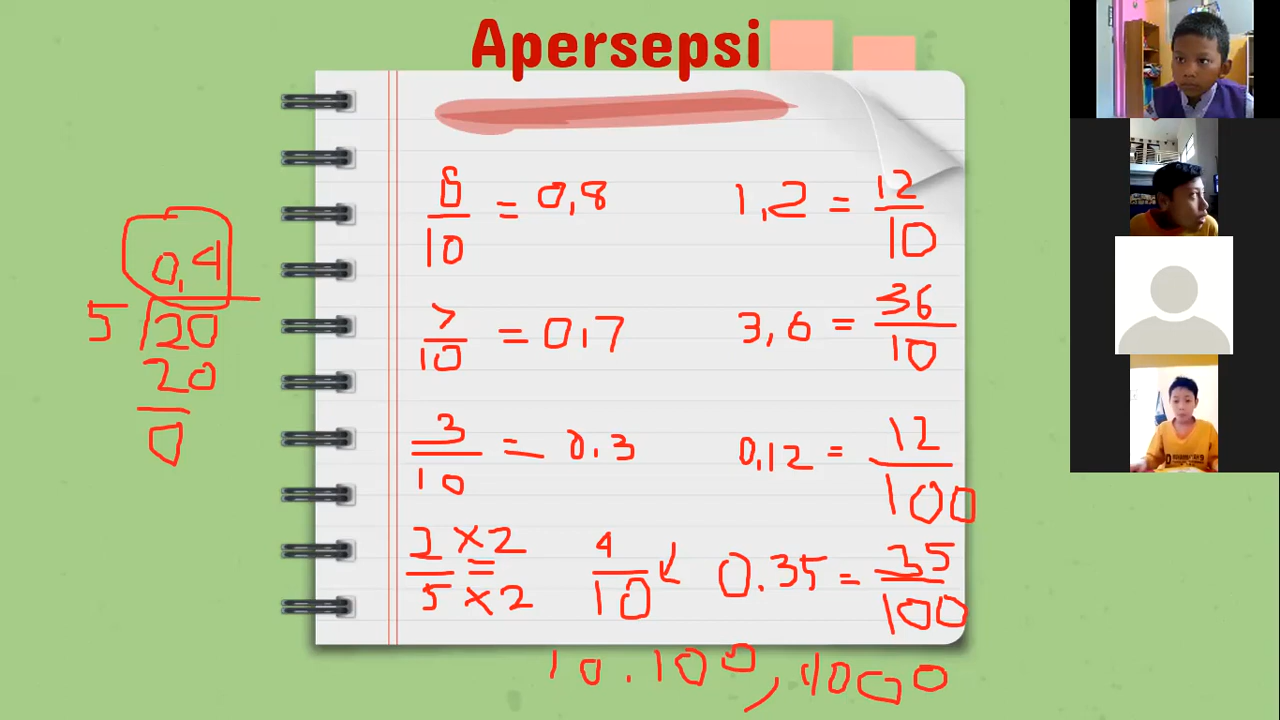 Apersepsi
8/10 = 0,8
1,2 = 12/10
7/10 = 0,7
3,6 = 36/10
3/10 = 0.3
0,12 = 12/100
2/5 ×2/×2 = 4/10
0.35 = 35/100
10.100, 1000
0,4
5 20
20
0